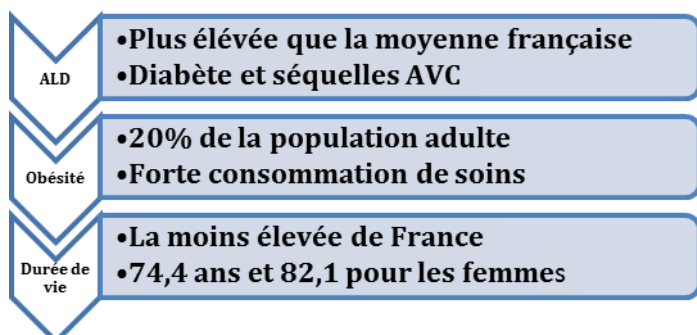 ALD
•Plus élévée que la moyenne française
•Diabète et séquelles AVC
Obésité
•20% de la population adulte
•Forte consommation de soins
Durée de
vie
•La moins élevée de France
•74,4 ans et 82,1 pour les femmes